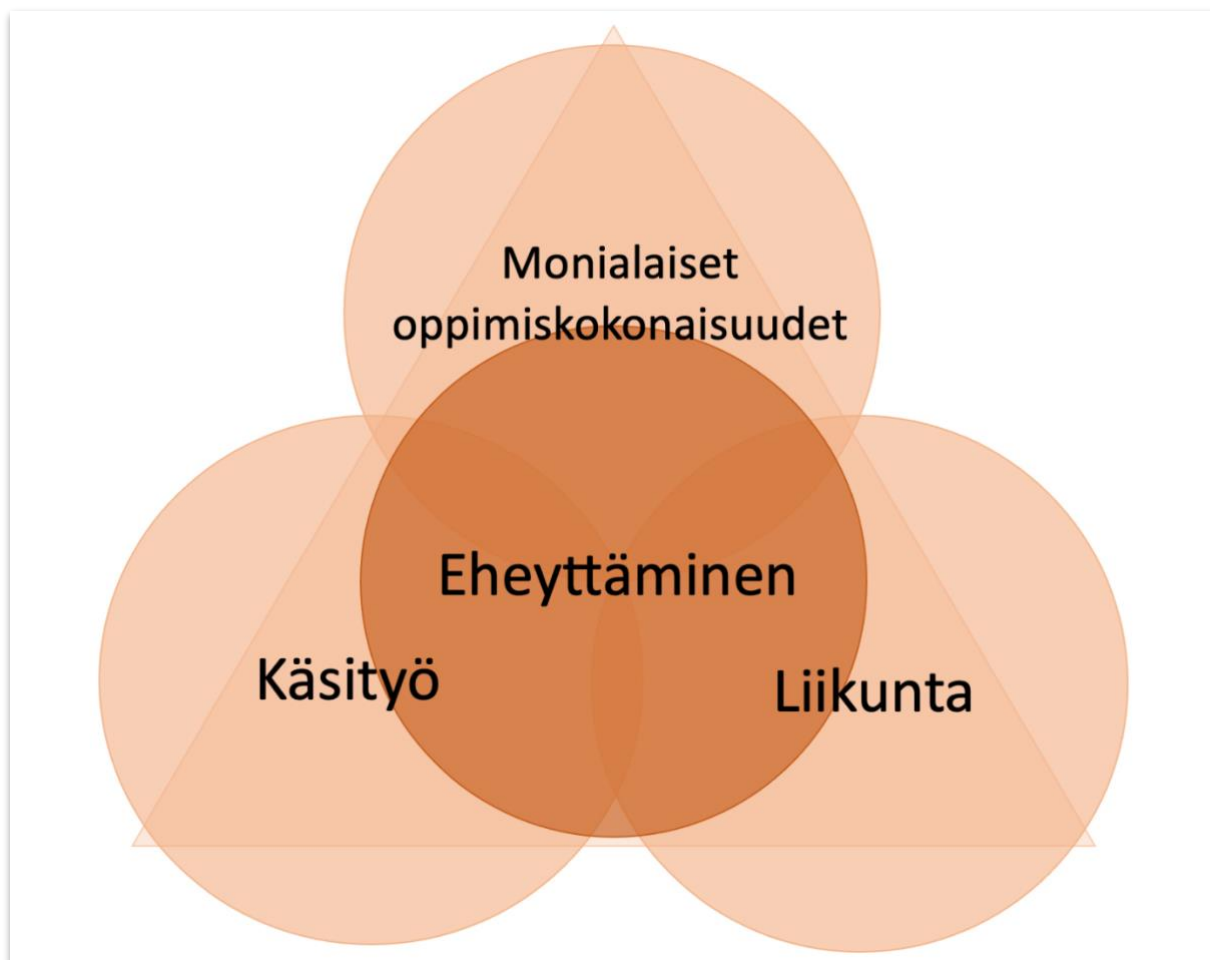 Monialaiset
oppimiskokonaisuudet
Eheyttäminen
Käsityö
Liikunta